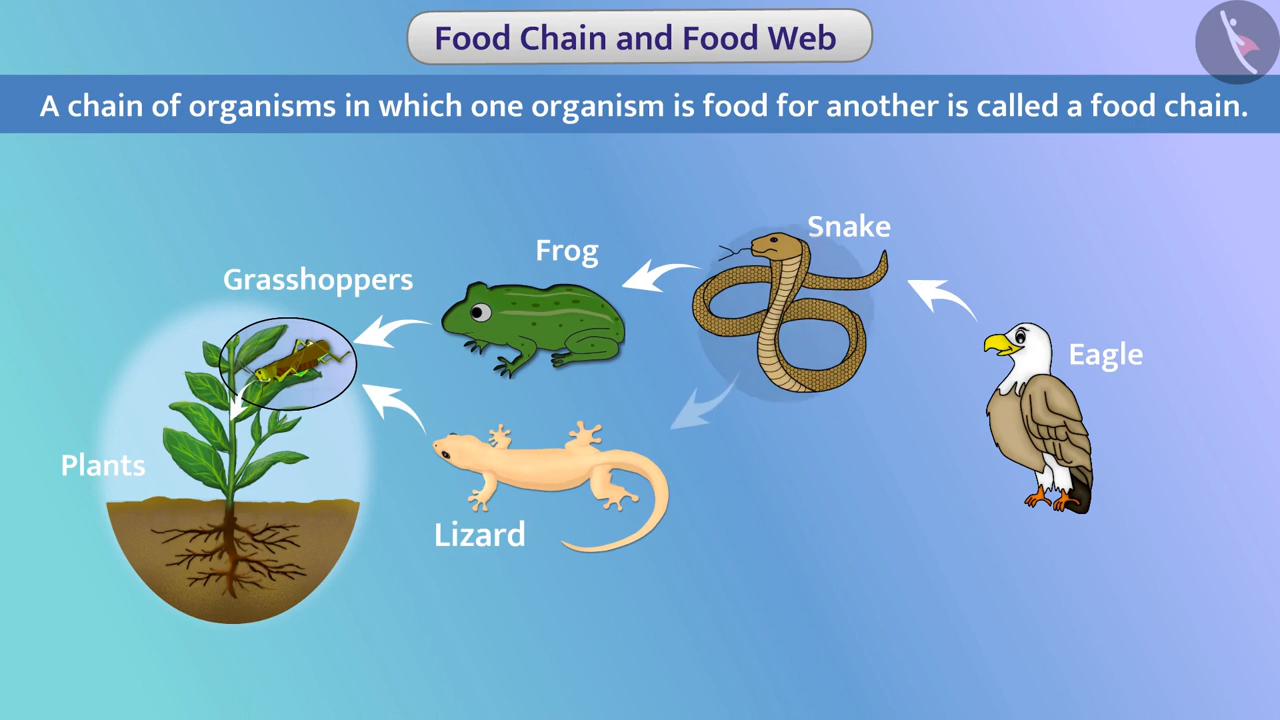 Food Chain and Food Web
A chain of organisms in which one organism is food for another is called a food chain.
Snake
Frog
Grasshoppers
Eagle
Plants
Lizard